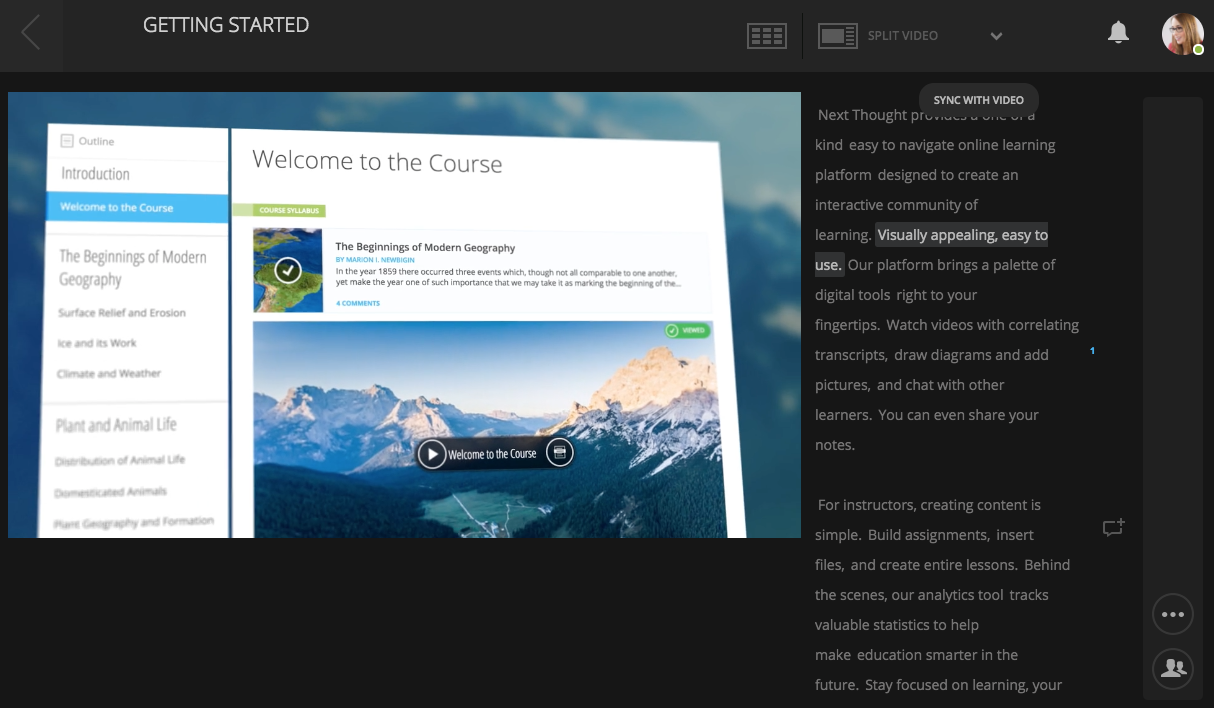 GETTING STARTED
SPLIT VIDEO
Outline
Introduction
Welcome to the Course
The Beginnings of Modern
Geography
Surface Relief and Erosion
Ice and its Work
Climate and Weather
Plant and Animal Life
Distribution of Animal Life
Domesticated Animals
Plant Geography and Formation
Welcome to the Course
COURSE SYLLABUS
The Beginnings of Modern Geography
BY MARION I. NEWBIGIN
In the year 1859 there occurred three events which, though not all comparable to one another,
yet make the year one of such importance that we may take it as marking the beginning of the...
4 COMMENTS
VIEWED
Welcome to the Course
SYNC WITH VIDEO
Next Thought provides a one of a
kind easy to navigate online learning
platform designed to create an
interactive community of
learning. Visually appealing, easy to
use. Our platform brings a palette of
digital tools right to your
fingertips. Watch videos with correlating
transcripts, draw diagrams and add
1
pictures, and chat with other
learners. You can even share your
notes.
For instructors, creating content is
simple. Build assignments, insert
files, and create entire lessons. Behind
the scenes, our analytics tool tracks
valuable statistics to help
make education smarter in the
future. Stay focused on learning, your